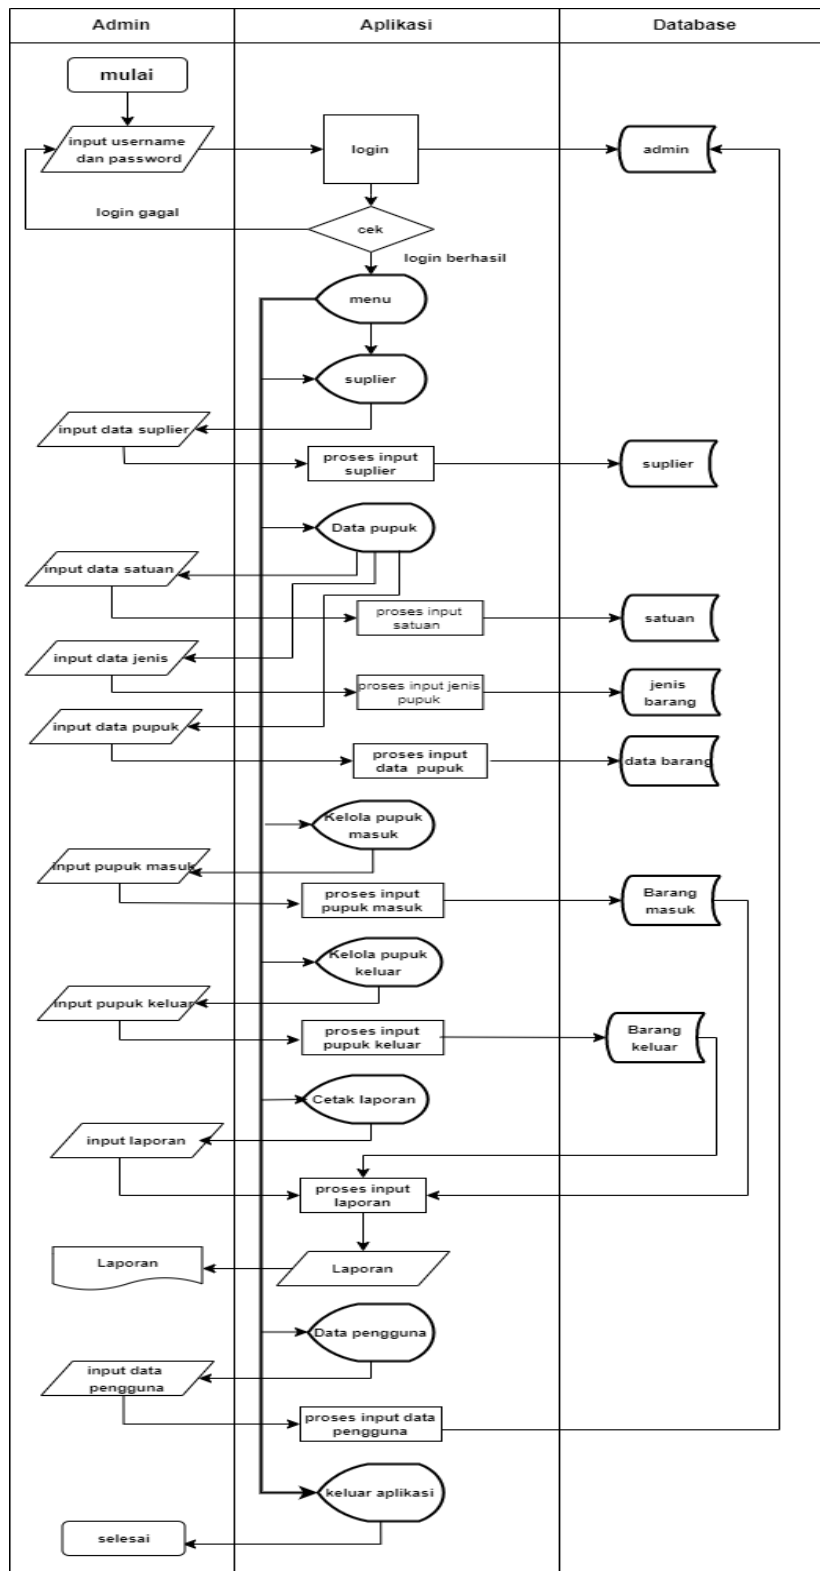 Admin
Aplikasi
Database
mulai
input username
dan password
login
admin
login gagal
cek
login berhasil
menu
suplier
input data suplier
proses input
suplier
suplier
Data pupuk
input data satuan
proses input
satuan
satuan
input data jenis
proses input jenis
pupuk
jenis
barang
input data pupuk
proses input
data pupuk
data barang
Kelola pupuk
masuk
input pupuk masuk
proses input
pupuk masuk
Barang
masuk
Kelola pupuk
keluar
input pupuk keluar
proses input
pupuk keluar
Barang
keluar
Cetak laporan
input laporan
proses input
laporan
Laporan
Laporan
Data pengguna
input data
pengguna
proses input data
pengguna
keluar aplikasi
selesai